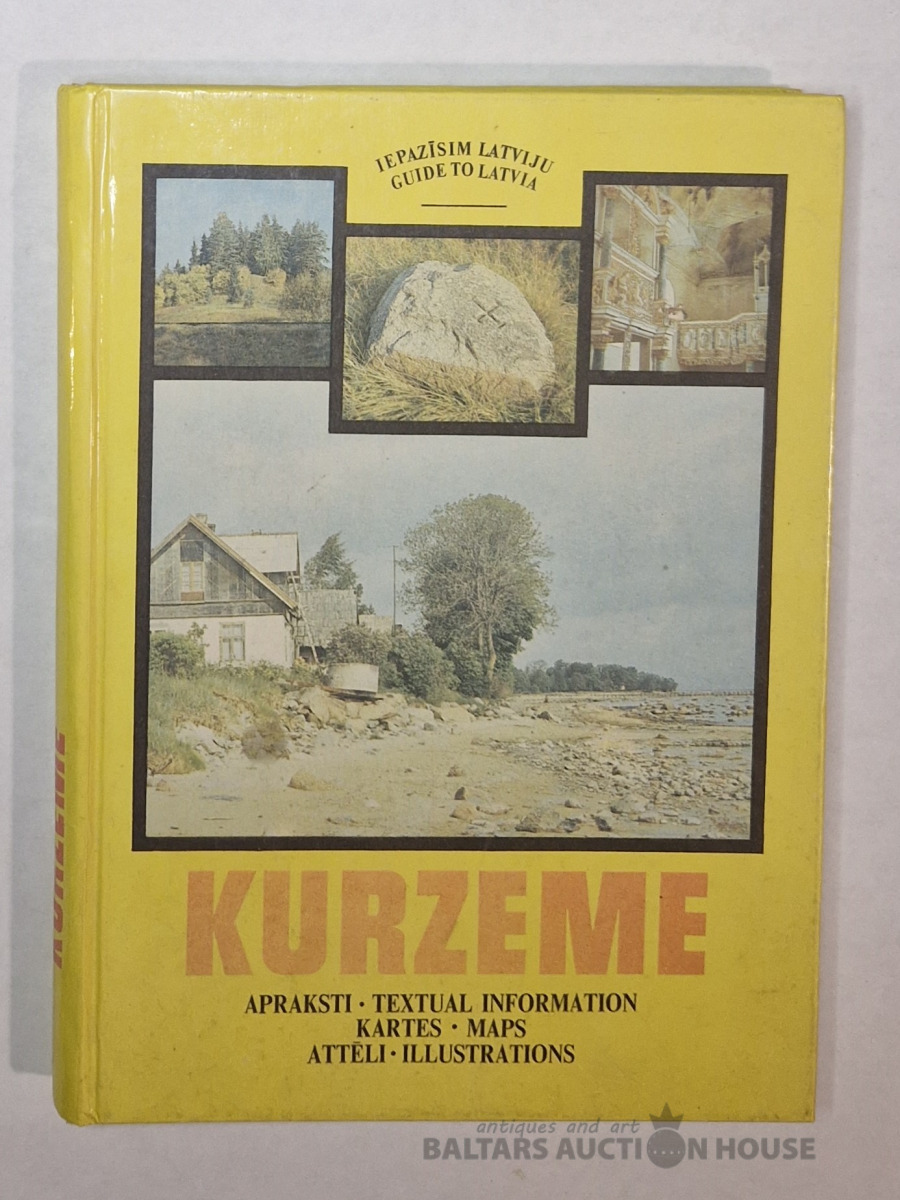 IEPAZĪSIM LATVIJU
GUIDE TO LATVIA
KURZEME
KURZEME
APRAKSTI · TEXTUAL INFORMATION
KARTES · MAPS
ATTĒLI · ILLUSTRATIONS
antiques and art
BALTARS AUCTION HOUSE